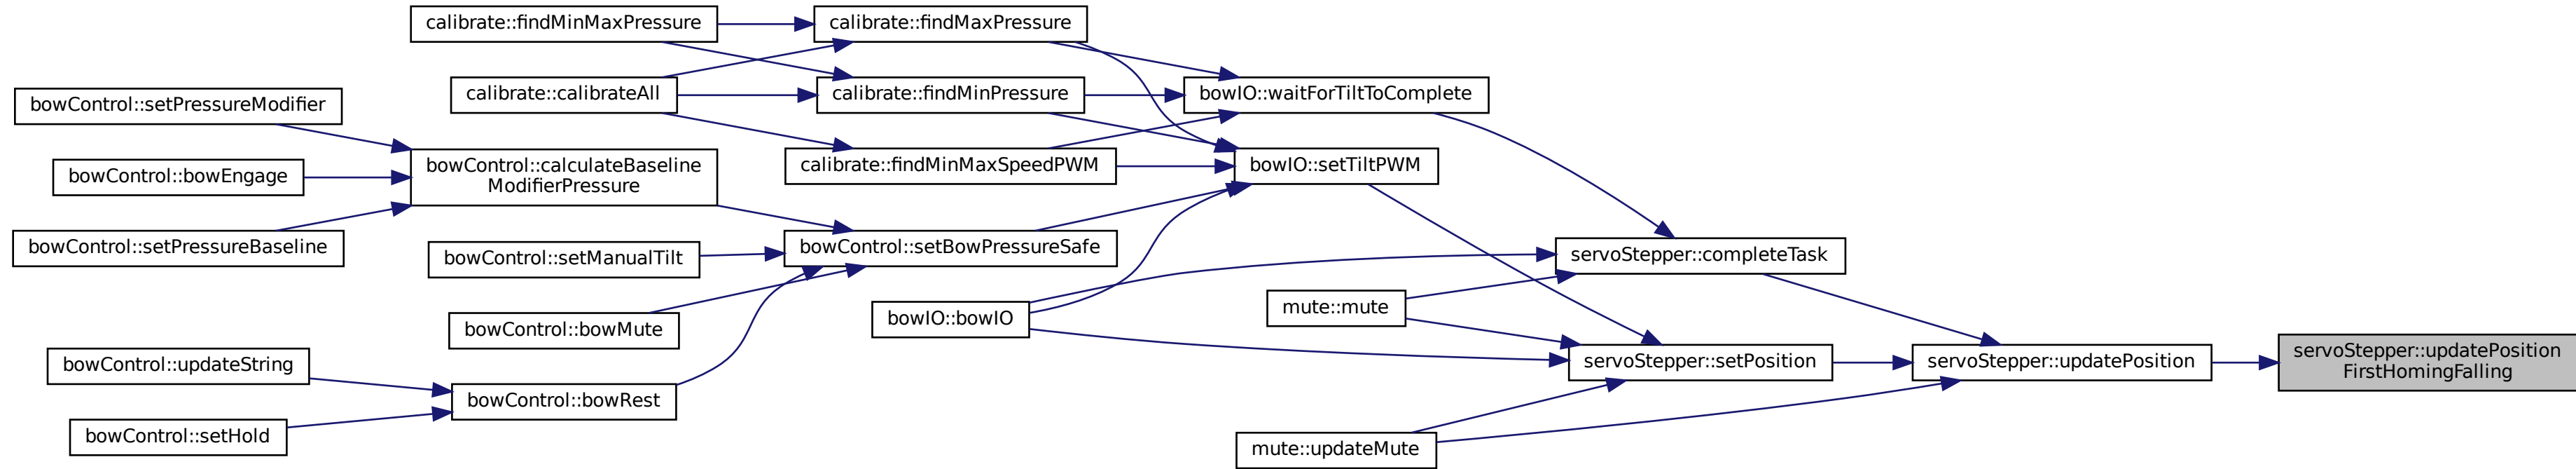 calibrate::findMinMaxPressure
calibrate::findMaxPressure
calibrate::calibrateAll
calibrate::findMinPressure
bowIO::waitForTiltToComplete
bowControl::setPressureModifier
bowControl::bowEngage
bowControl::calculateBaseline
ModifierPressure
calibrate::findMinMaxSpeedPWM
bowIO::setTiltPWM
bowControl::setPressureBaseline
bowControl::setManualTilt
bowControl::setBowPressureSafe
servoStepper::completeTask
bowControl::bowMute
bowIO::bowIO
mute::mute
bowControl::updateString
bowControl::bowRest
servoStepper::setPosition
servoStepper::updatePosition
servoStepper::updatePosition
FirstHomingFalling
bowControl::setHold
mute::updateMute